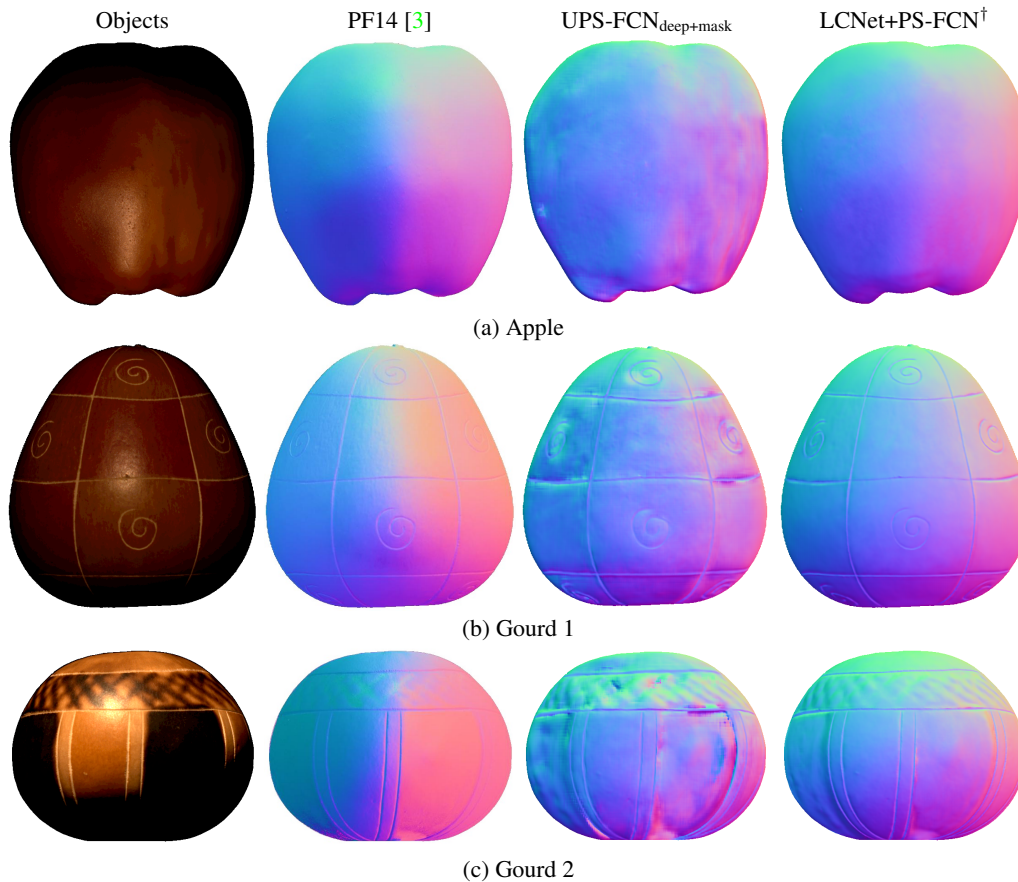 Objects PF14 [3] UPS-FCN_deep+mask LCNet+PS-FCN†
(a) Apple
(b) Gourd 1
(c) Gourd 2